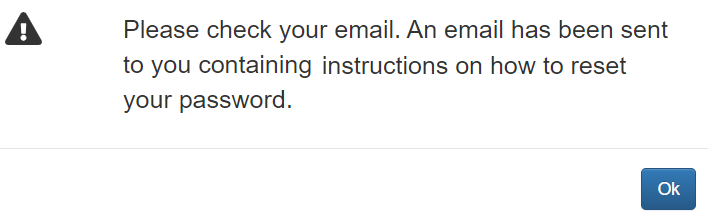 Please check your email. An email has been sent
to you containing instructions on how to reset
your password.
Ok